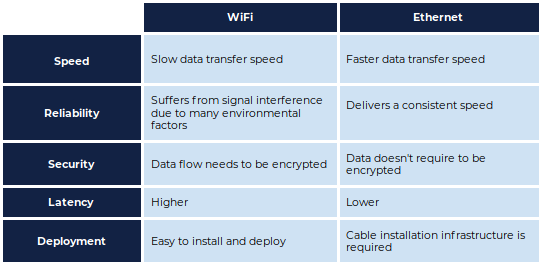 WiFi
Ethernet
Speed
Slow data transfer speed
Faster data transfer speed
Reliability
Suffers from signal interference
due to many environmental
factors
Delivers a consistent speed
Security
Data flow needs to be encrypted
Data doesn't require to be
encrypted
Latency
Higher
Lower
Deployment
Easy to install and deploy
Cable installation infrastructure is
required